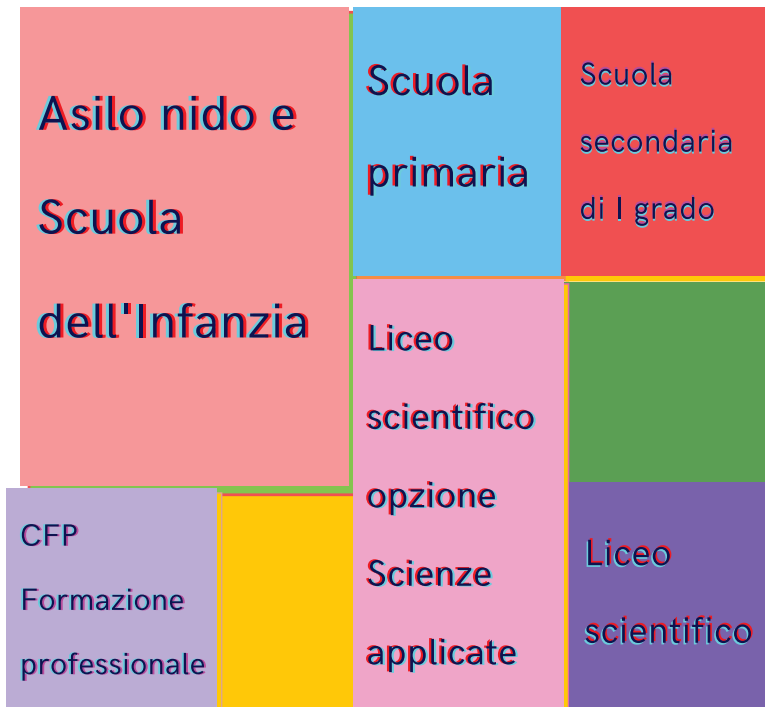 Asilo nido e
Scuola
dell'Infanzia
Scuola
primaria
Scuola
secondaria
di I grado
Liceo
scientifico
opzione
Scienze
applicate
CFP
Formazione
professionale
Liceo
scientifico